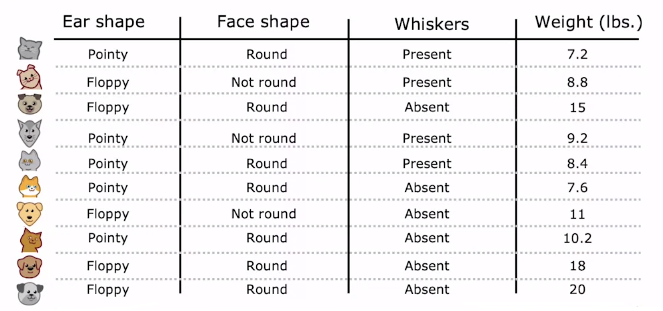 Ear shape Face shape Whiskers Weight (lbs.)
Pointy Round Present 7.2
Floppy Not round Present 8.8
Floppy Round Absent 15
Pointy Not round Present 9.2
Pointy Round Present 8.4
Pointy Round Absent 7.6
Floppy Not round Absent 11
Pointy Round Absent 10.2
Floppy Round Absent 18
Floppy Round Absent 20